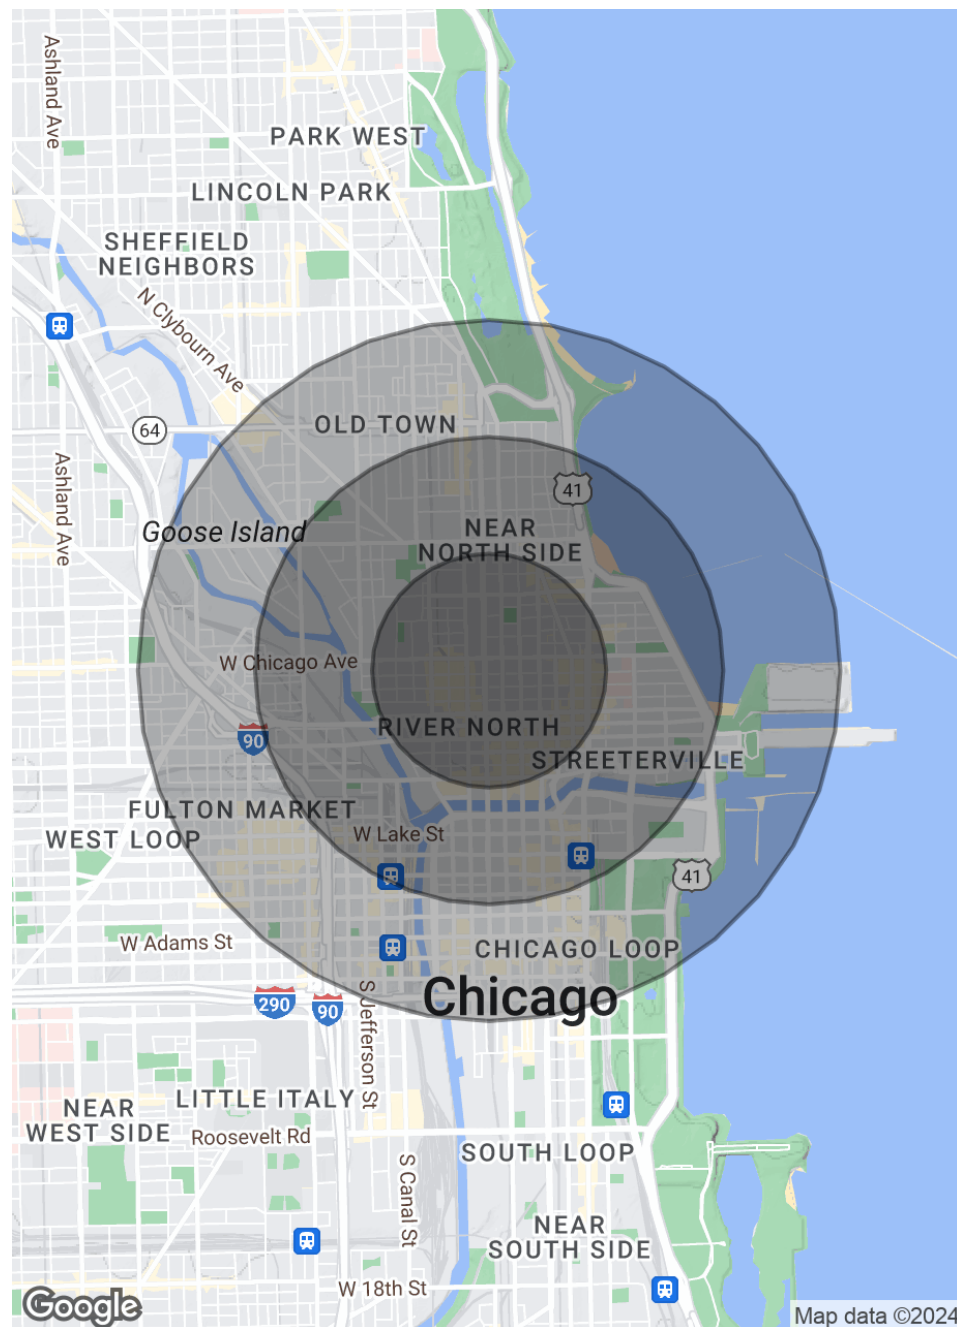 Ashland Ave
PARK WEST
LINCOLN PARK
SHEFFIELD
NEIGHBORS
N Clybourn Ave
64
OLD TOWN
Ashland Ave
41
Goose Island
NEAR
NORTH SIDE
W Chicago Ave
RIVER NORTH
90
STREETERVILLE
FULTON MARKET
WEST LOOP
W Lake St
41
W Adams St
CHICAGO LOOP
Chicago
290
90
S Jefferson St
LITTLE ITALY
NEAR
WEST SIDE
Roosevelt Rd
SOUTH LOOP
S Canal St
NEAR
SOUTH SIDE
W 18th St
Google
Map data ©2024